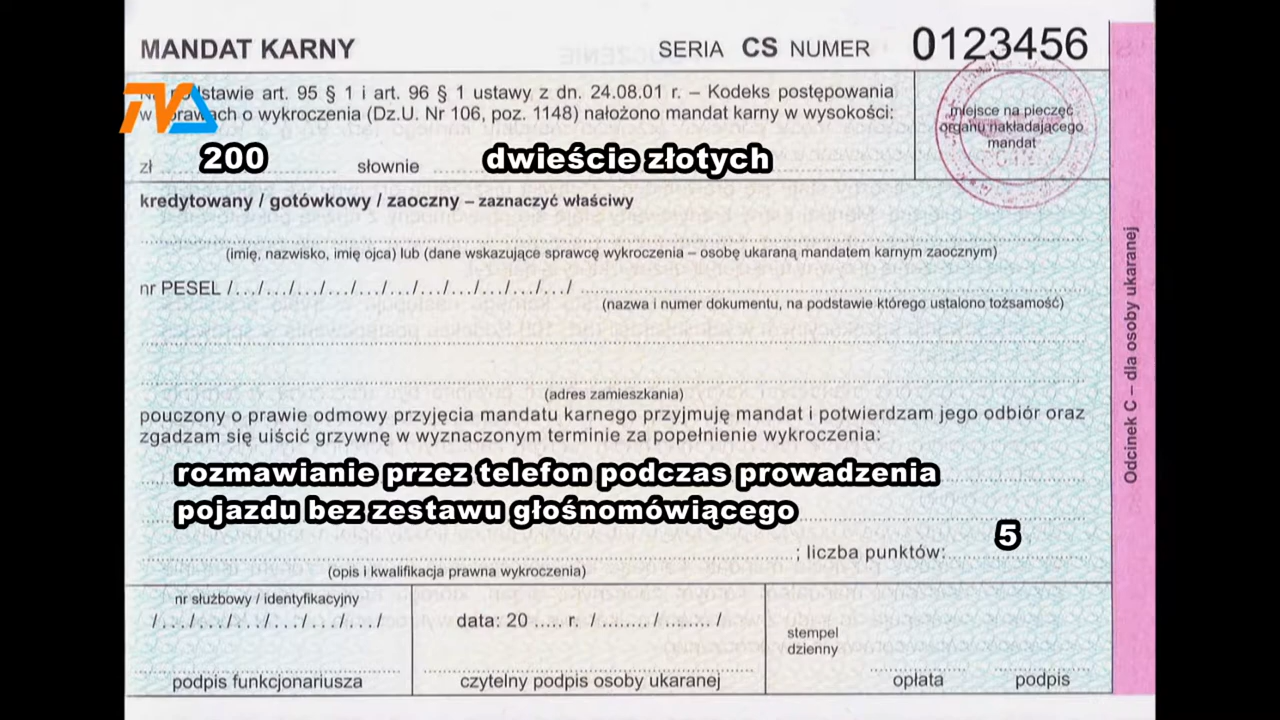 MANDAT KARNY
SERIA CS NUMER 0123456
TVA
dstawie art. 95 § 1 i art. 96 § 1 ustawy z dn. 24.08.01 r. – Kodeks postępowania
w sprawach o wykroczenia (Dz.U. Nr 106, poz. 1148) nałożono mandat karny w wysokości:
miejsce na pieczęć
organu nakładającego
mandat
zł 200 słownie dwieście złotych
kredytowany / gotówkowy / zaoczny – zaznaczyć właściwy
(imię, nazwisko, imię ojca) lub (dane wskazujące sprawcę wykroczenia – osobę ukaraną mandatem karnym zaocznym)
nr PESEL /.../.../.../.../.../.../.../.../.../.../.../
(nazwa i numer dokumentu, na podstawie którego ustalono tożsamość)
(adres zamieszkania)
pouczony o prawie odmowy przyjęcia mandatu karnego przyjmuję mandat i potwierdzam jego odbiór oraz
zgadzam się uiścić grzywnę w wyznaczonym terminie za popełnienie wykroczenia:
rozmawianie przez telefon podczas prowadzenia
pojazdu bez zestawu głośnomówiącego
; liczba punktów: 5
(opis i kwalifikacja prawna wykroczenia)
nr służbowy / identyfikacyjny
/.../.../.../.../.../.../.../
podpis funkcjonariusza
data: 20 .... r. /......../......../
czytelny podpis osoby ukaranej
stempel
dzienny
opłata podpis
Odcinek C – dla osoby ukaranej